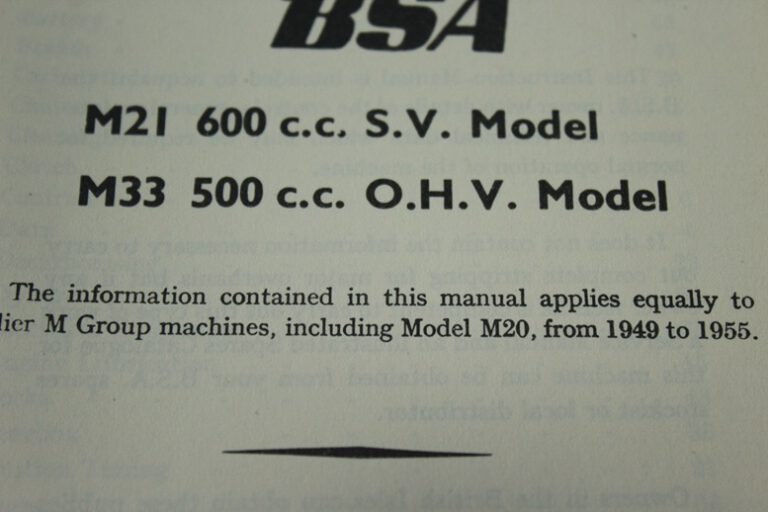 BSA
M21 600 c.c. S.V. Model
M33 500 c.c. O.H.V. Model
The information contained in this manual applies equally to
lier M Group machines, including Model M20, from 1949 to 1955.